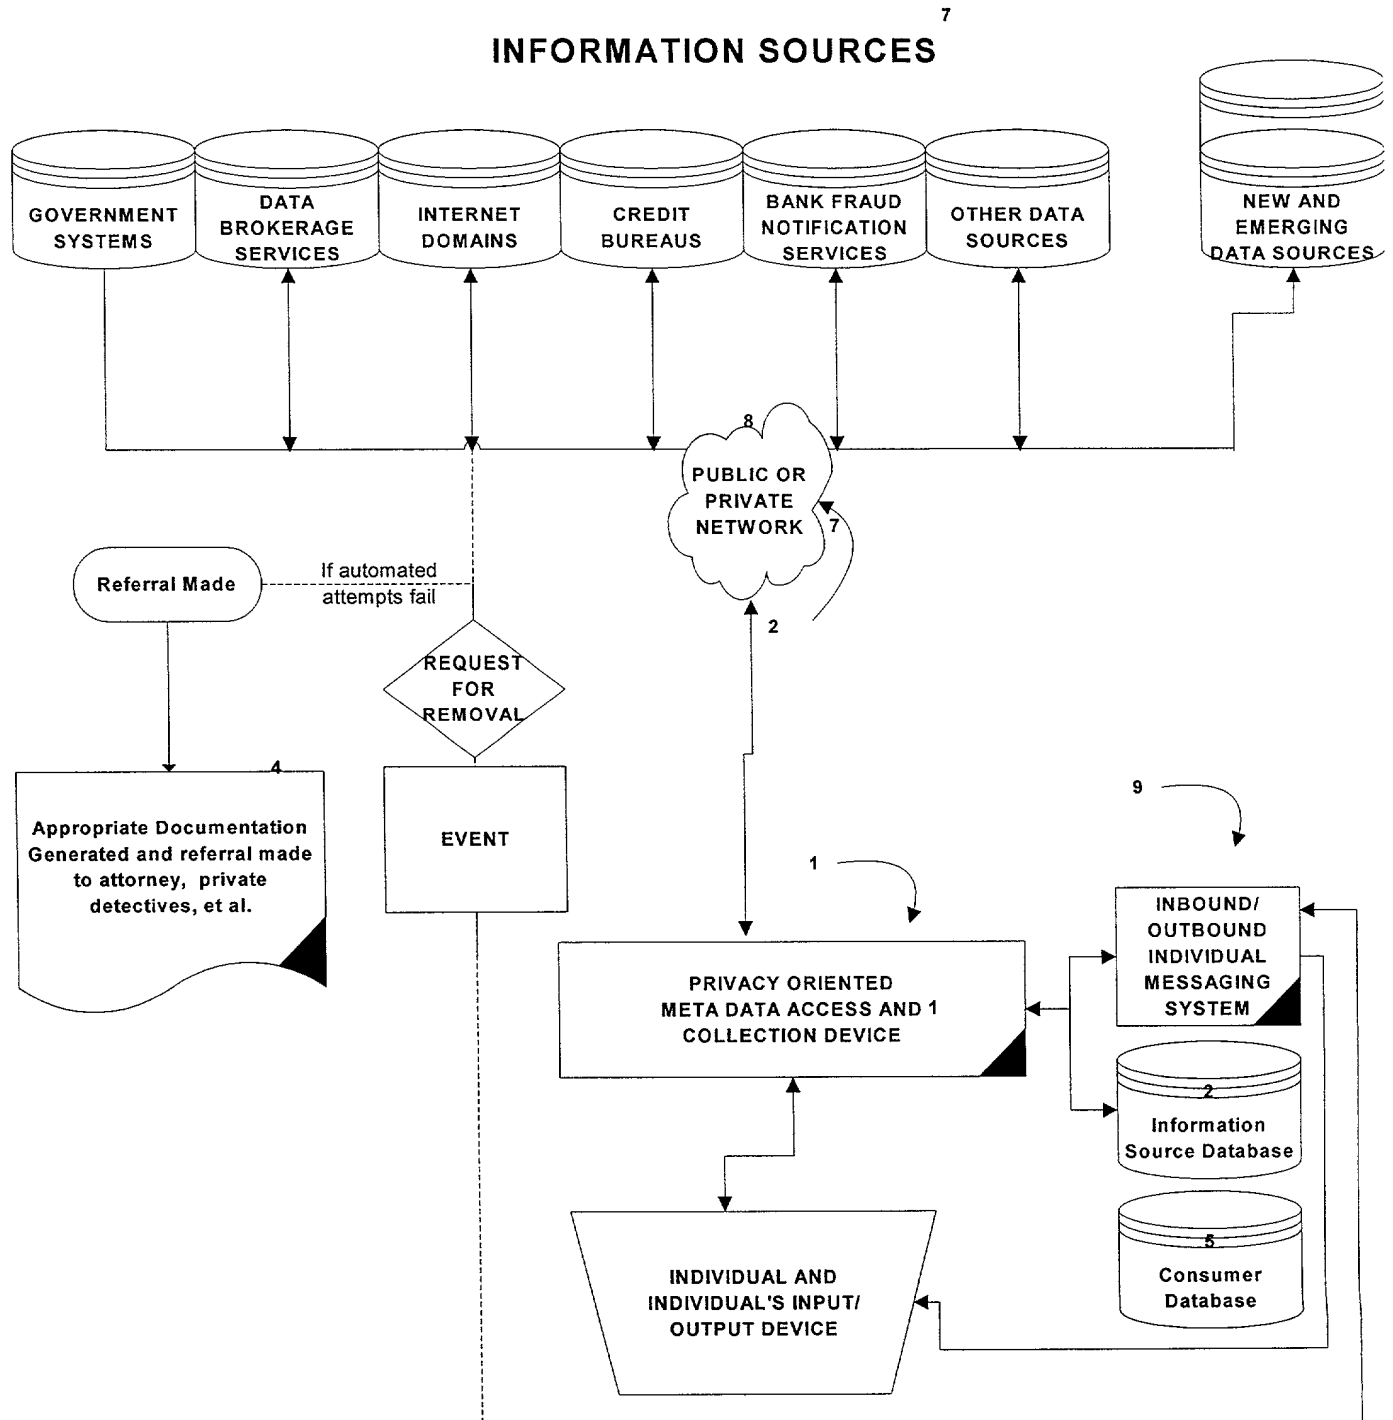 7
INFORMATION SOURCES
GOVERNMENT
SYSTEMS
DATA
BROKERAGE
SERVICES
INTERNET
DOMAINS
CREDIT
BUREAUS
BANK FRAUD
NOTIFICATION
SERVICES
OTHER DATA
SOURCES
NEW AND
EMERGING
DATA SOURCES
8
PUBLIC OR
PRIVATE
NETWORK
7
2
Referral Made
If automated
attempts fail
REQUEST
FOR
REMOVAL
4
Appropriate Documentation
Generated and referral made
to attorney, private
detectives, et al.
EVENT
9
1
INBOUND/
OUTBOUND
INDIVIDUAL
MESSAGING
SYSTEM
PRIVACY ORIENTED
META DATA ACCESS AND 1
COLLECTION DEVICE
2
Information
Source Database
5
Consumer
Database
INDIVIDUAL AND
INDIVIDUAL'S INPUT/
OUTPUT DEVICE